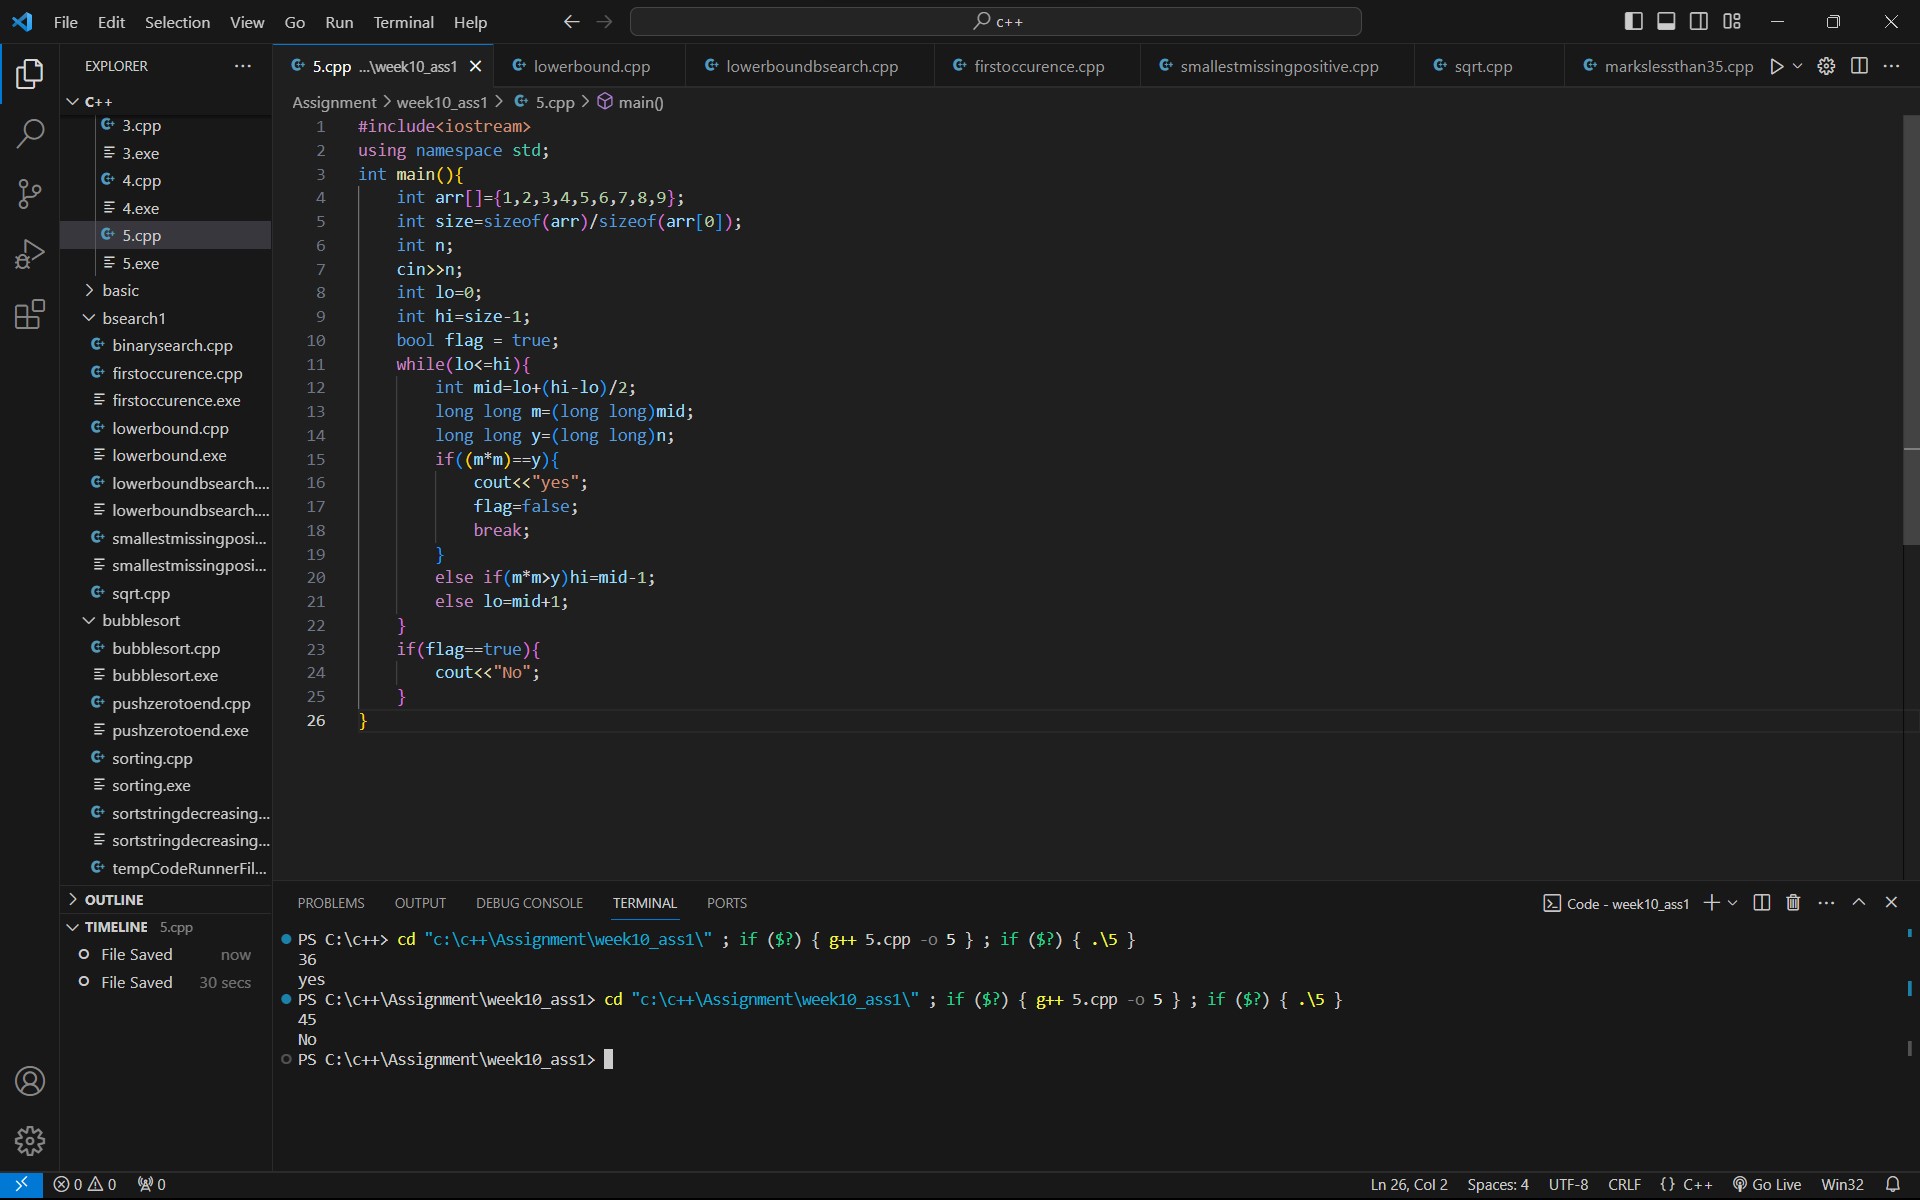 File Edit Selection View Go Run Terminal Help
c++
EXPLORER
C++
3.cpp
3.exe
4.cpp
4.exe
5.cpp
5.exe
basic
bsearch1
binarysearch.cpp
firstoccurence.cpp
firstoccurence.exe
lowerbound.cpp
lowerbound.exe
lowerboundbsearch....
lowerboundbsearch....
smallestmissingposi...
smallestmissingposi...
sqrt.cpp
bubblesort
bubblesort.cpp
bubblesort.exe
pushzerotoend.cpp
pushzerotoend.exe
sorting.cpp
sorting.exe
sortstringdecreasing...
sortstringdecreasing...
tempCodeRunnerFil...
OUTLINE
TIMELINE 5.cpp
File Saved now
File Saved 30 secs
5.cpp ...\week10_ass1 lowerbound.cpp lowerboundbsearch.cpp firstoccurence.cpp smallestmissingpositive.cpp sqrt.cpp markslessthan35.cpp
Assignment > week10_ass1 > 5.cpp > main()
1 #include<iostream>
2 using namespace std;
3 int main(){
4 int arr[]={1,2,3,4,5,6,7,8,9};
5 int size=sizeof(arr)/sizeof(arr[0]);
6 int n;
7 cin>>n;
8 int lo=0;
9 int hi=size-1;
10 bool flag = true;
11 while(lo<=hi){
12 int mid=lo+(hi-lo)/2;
13 long long m=(long long)mid;
14 long long y=(long long)n;
15 if((m*m)==y){
16 cout<<"yes";
17 flag=false;
18 break;
19 }
20 else if(m*m>y)hi=mid-1;
21 else lo=mid+1;
22 }
23 if(flag==true){
24 cout<<"No";
25 }
26 }
PROBLEMS OUTPUT DEBUG CONSOLE TERMINAL PORTS
Code - week10_ass1
PS C:\c++> cd "c:\c++\Assignment\week10_ass1\" ; if ($?) { g++ 5.cpp -o 5 } ; if ($?) { .\5 }
36
yes
PS C:\c++\Assignment\week10_ass1> cd "c:\c++\Assignment\week10_ass1\" ; if ($?) { g++ 5.cpp -o 5 } ; if ($?) { .\5 }
45
No
PS C:\c++\Assignment\week10_ass1>
0 0 0
Ln 26, Col 2 Spaces: 4 UTF-8 CRLF {} C++ Go Live Win32